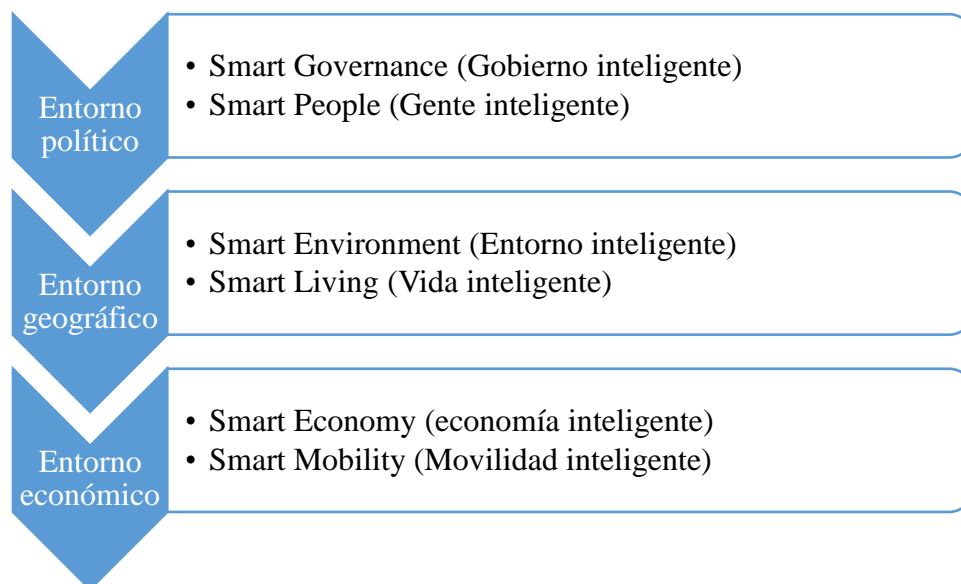 Entorno
político
• Smart Governance (Gobierno inteligente)
• Smart People (Gente inteligente)
Entorno
geográfico
• Smart Environment (Entorno inteligente)
• Smart Living (Vida inteligente)
Entorno
económico
• Smart Economy (economía inteligente)
• Smart Mobility (Movilidad inteligente)